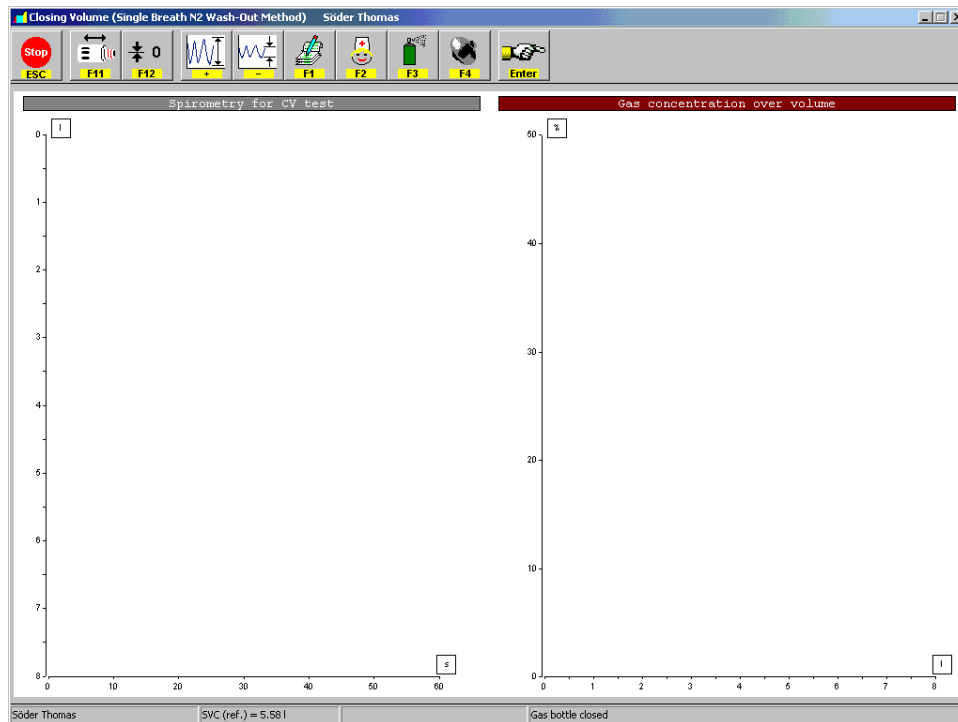 Closing Volume (Single Breath N2 Wash-Out Method) Söder Thomas
Stop
ESC
F11
0
F12
+
-
F1
F2
F3
F4
Enter
Spirometry for CV test
l
0
1
2
3
4
5
6
7
8
s
0 10 20 30 40 50 60
Gas concentration over volume
%
50
40
30
20
10
0
l
0 1 2 3 4 5 6 7 8
Söder Thomas SVC (ref.) = 5.58 l Gas bottle closed